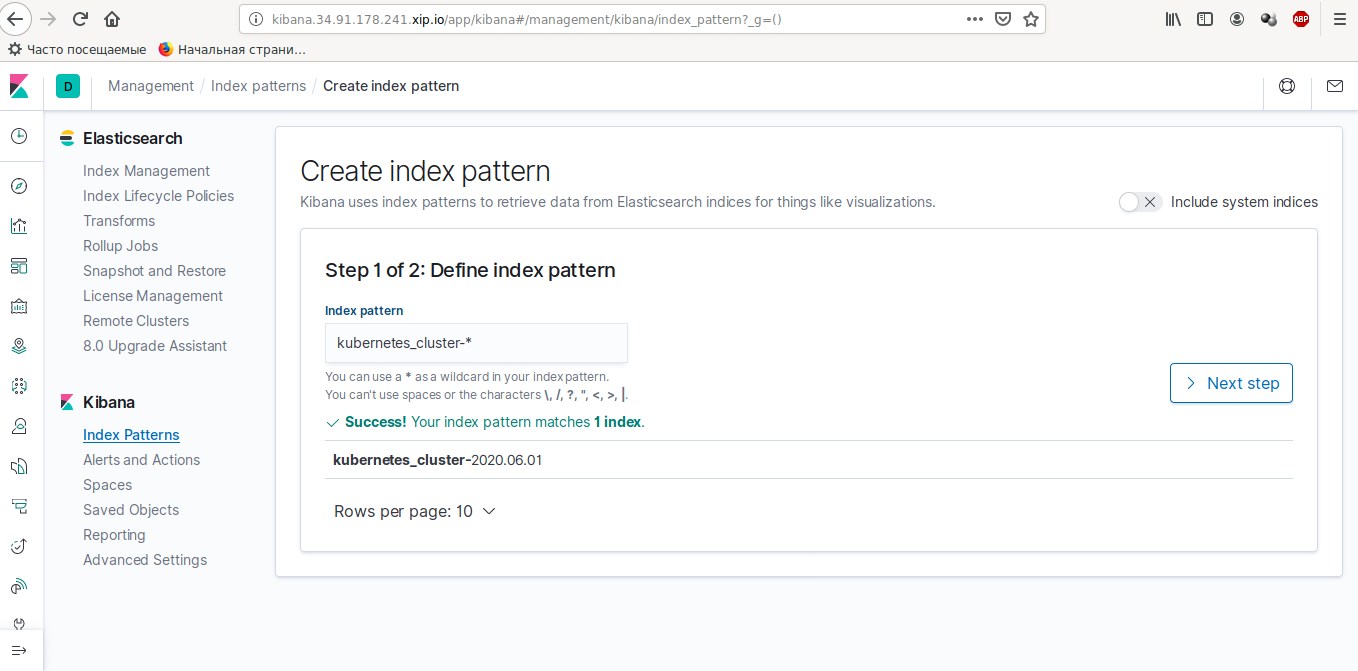 kibana.34.91.178.241.xip.io/app/kibana#/management/kibana/index_pattern?_g=()
ABP
Часто посещаемые Начальная страни...
D Management / Index patterns / Create index pattern
Elasticsearch
Index Management
Index Lifecycle Policies
Transforms
Rollup Jobs
Snapshot and Restore
License Management
Remote Clusters
8.0 Upgrade Assistant
Kibana
Index Patterns
Alerts and Actions
Spaces
Saved Objects
Reporting
Advanced Settings
Create index pattern
Kibana uses index patterns to retrieve data from Elasticsearch indices for things like visualizations.
Include system indices
Step 1 of 2: Define index pattern
Index pattern
kubernetes_cluster-*
You can use a * as a wildcard in your index pattern.
You can't use spaces or the characters \, /, ?, ", <, >, |.
Next step
Success! Your index pattern matches 1 index.
kubernetes_cluster-2020.06.01
Rows per page: 10